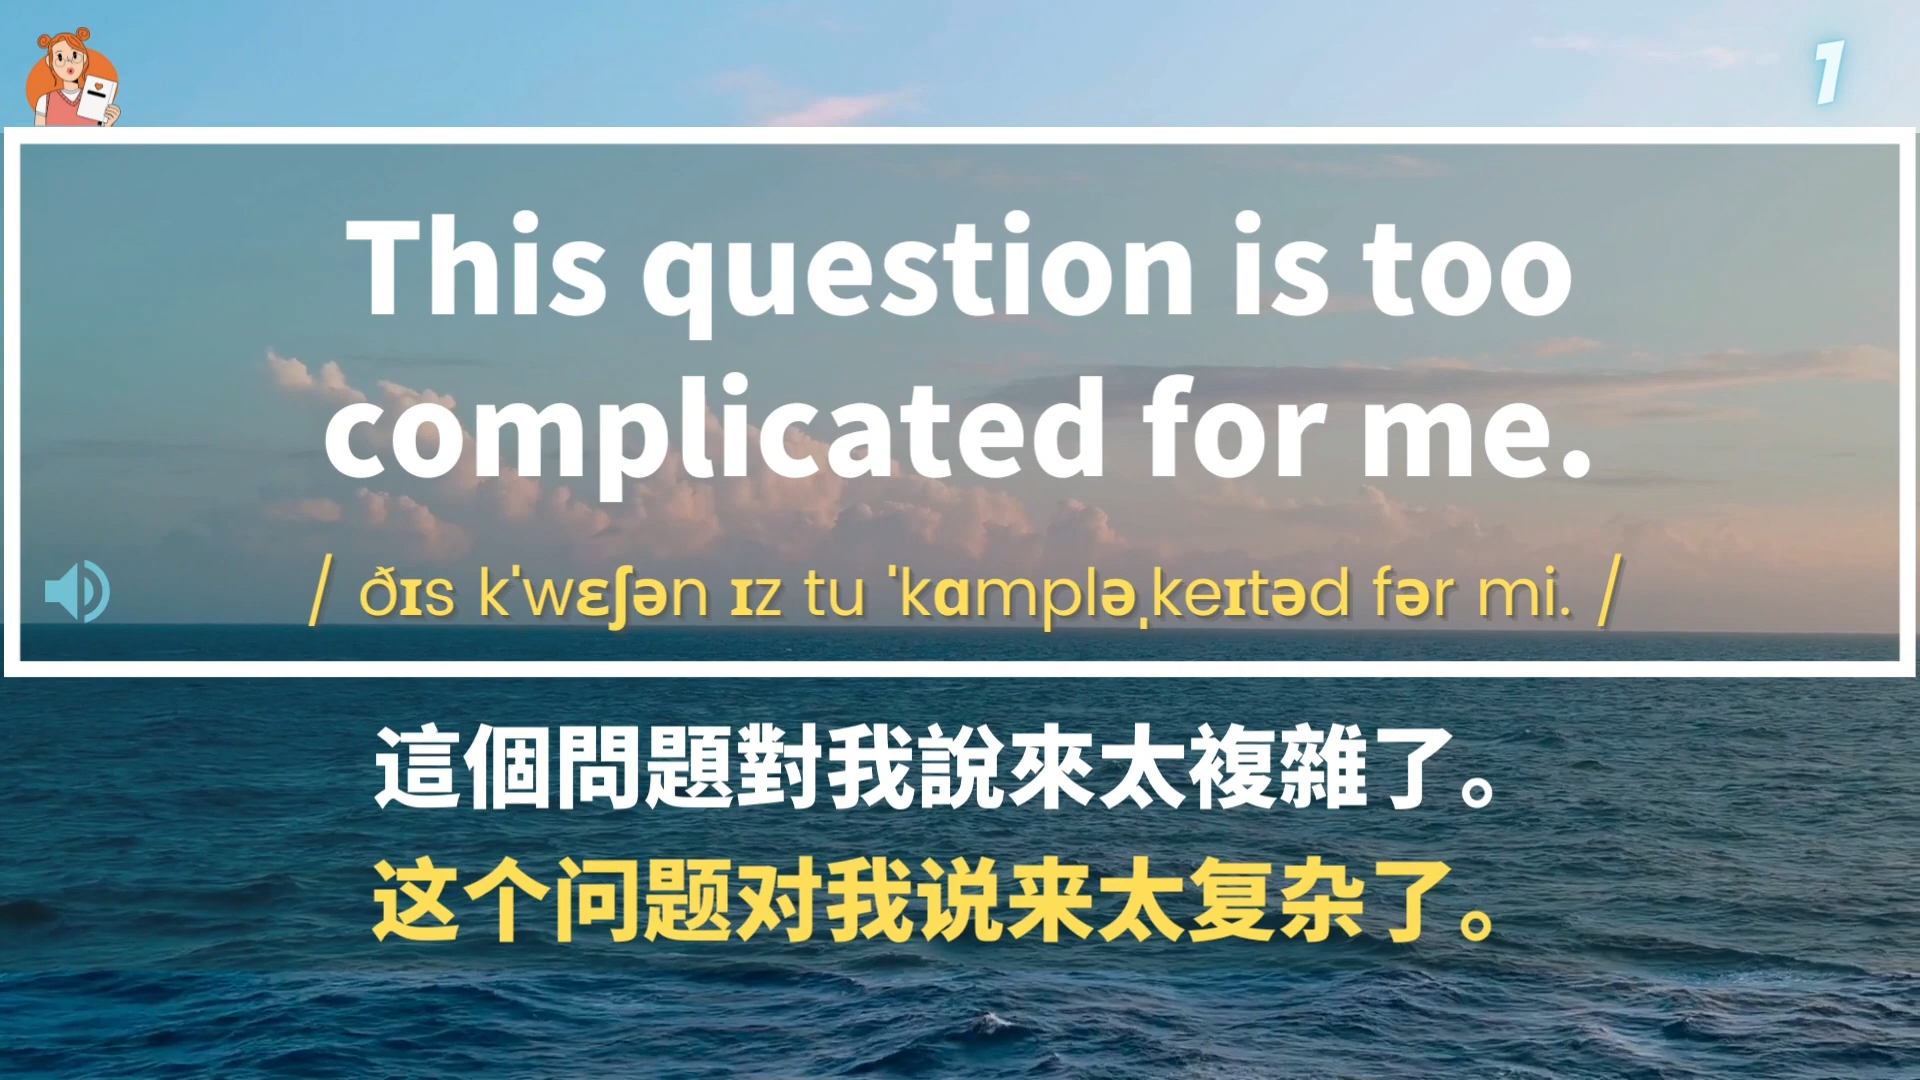 1
This question is too
complicated for me.
/ ðɪs k'wɛʃən ɪz tu ˈkɑmpləˌkeɪtəd fər mi. /
這個問題對我說來太複雜了。
这个问题对我说来太复杂了。